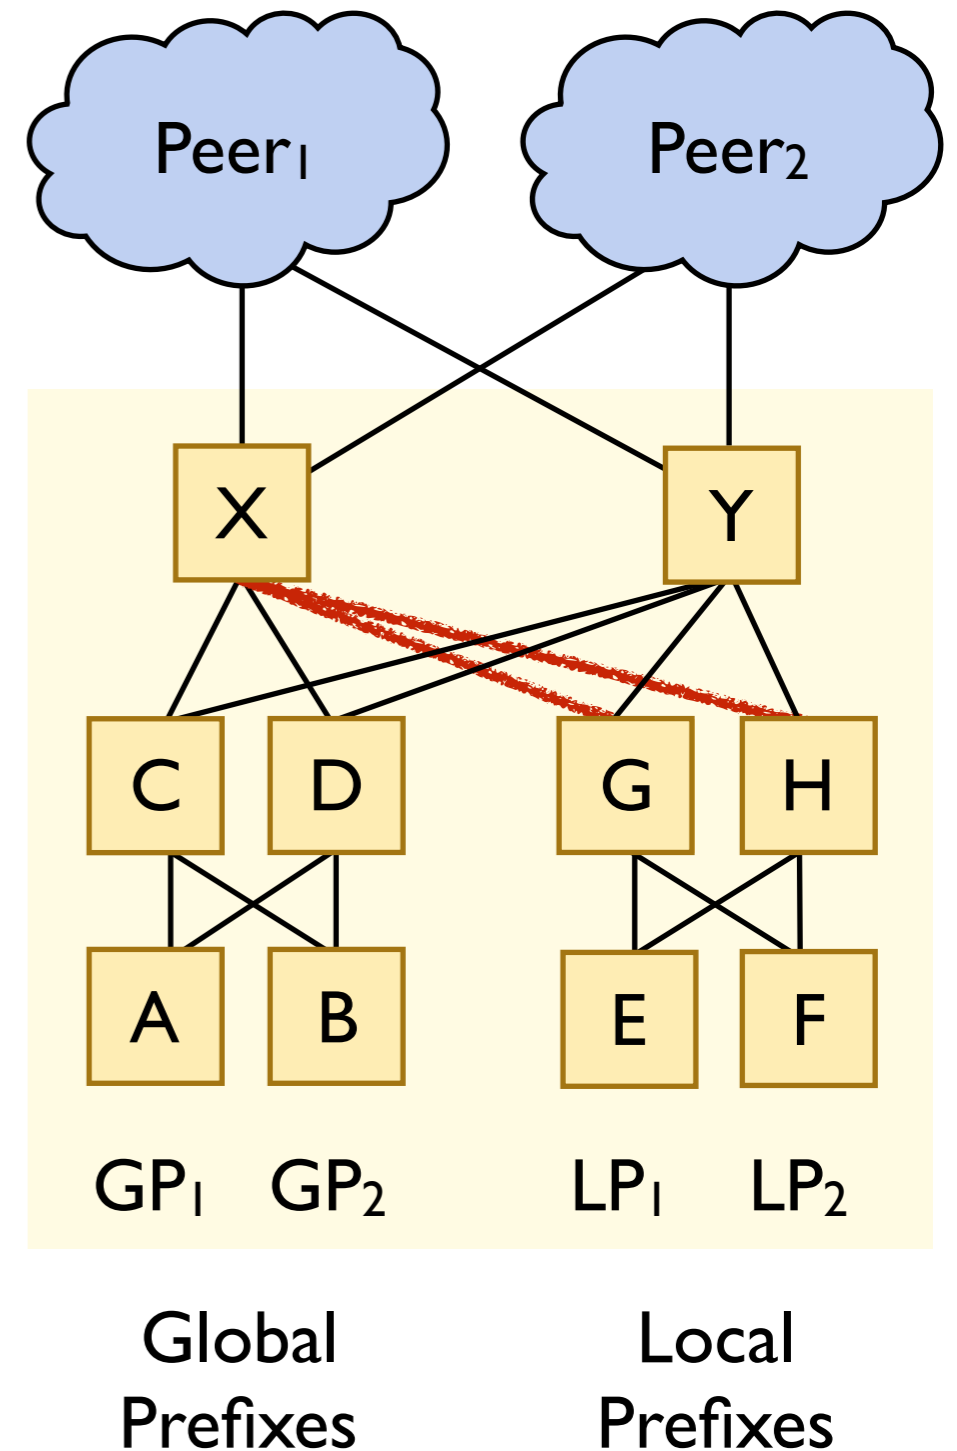 Peer₁ Peer₂
X Y
C D G H
A B E F
GP₁ GP₂ LP₁ LP₂
Global Local
Prefixes Prefixes